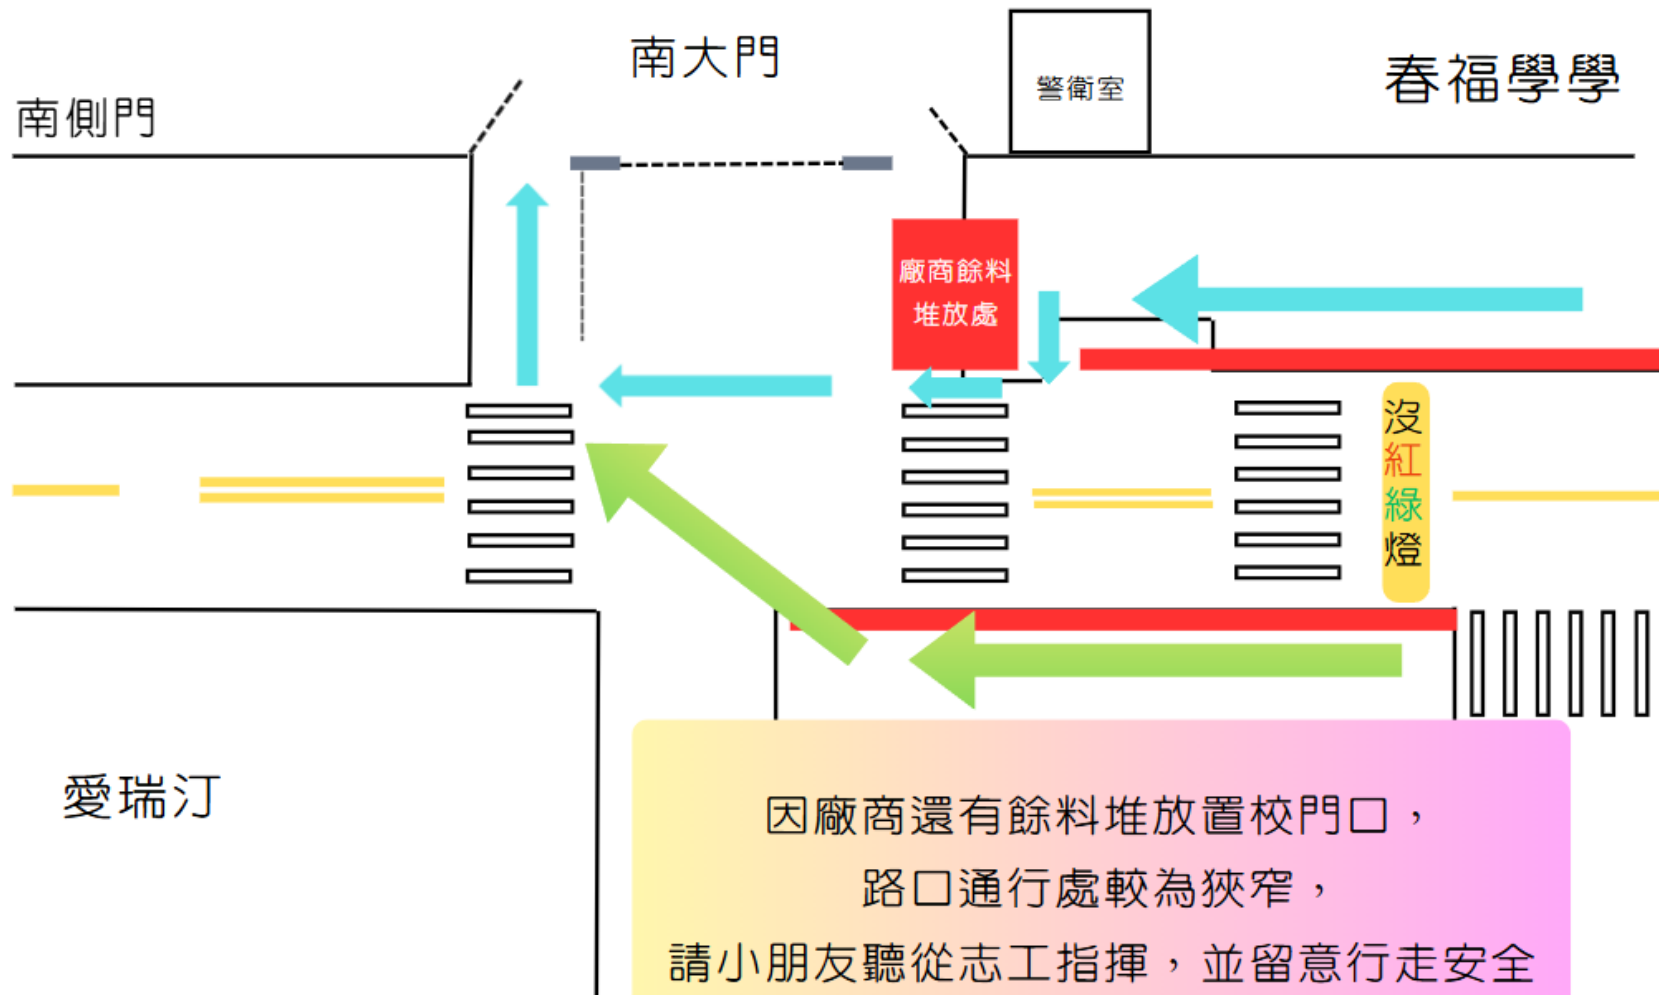 南大門
警衛室
春福學學
南側門
廠商餘料
堆放處
沒
紅
綠
燈
愛瑞汀
因廠商還有餘料堆放置校門口，
路口通行處較為狹窄，
請小朋友聽從志工指揮，並留意行走安全